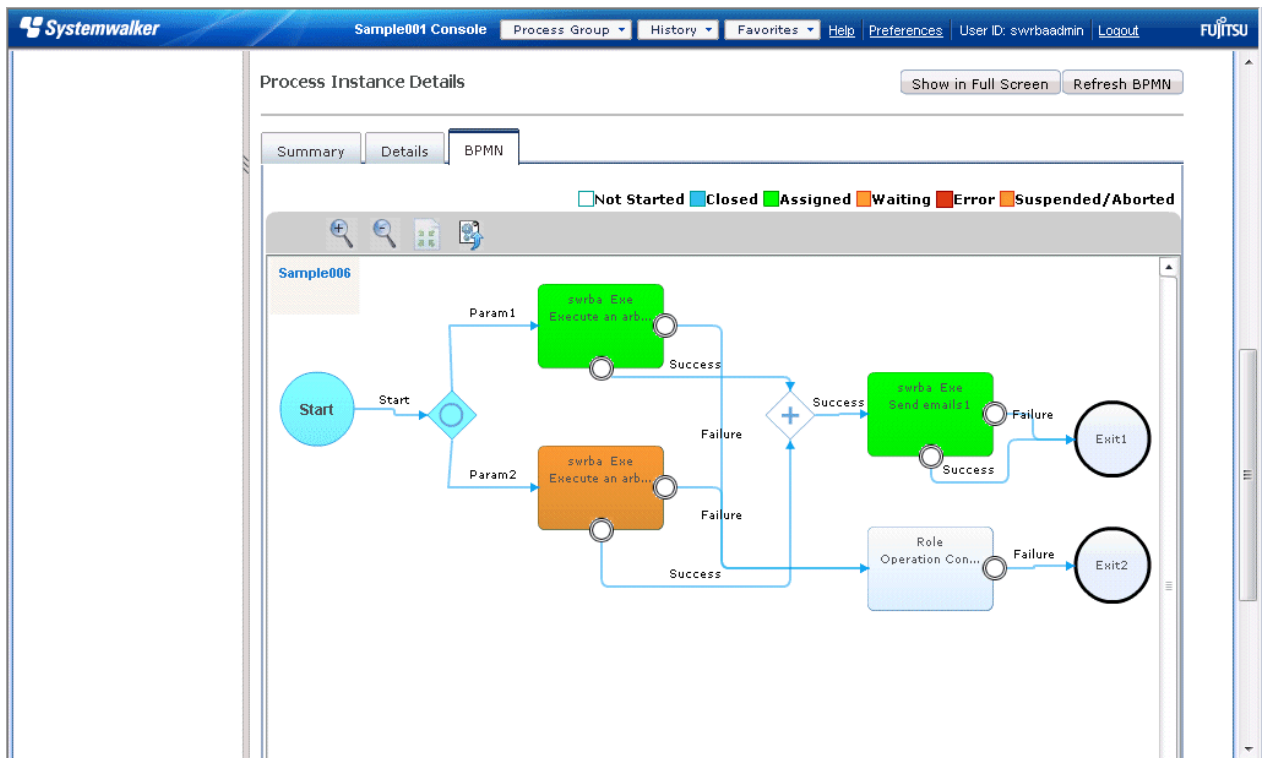 Systemwalker Sample001 Console Process Group History Favorites Help Preferences User ID: swrbaadmin Logout FUJITSU
Process Instance Details Show in Full Screen Refresh BPMN
Summary Details BPMN
Not Started Closed Assigned Waiting Error Suspended/Aborted
Sample006
swrba Exe
Execute an arb...
Param1
Success
Start
Start
Success
swrba Exe
Send emails1
Failure
Exit1
Success
Failure
swrba Exe
Execute an arb...
Param2
Failure
Success
Role
Operation Con...
Failure
Exit2